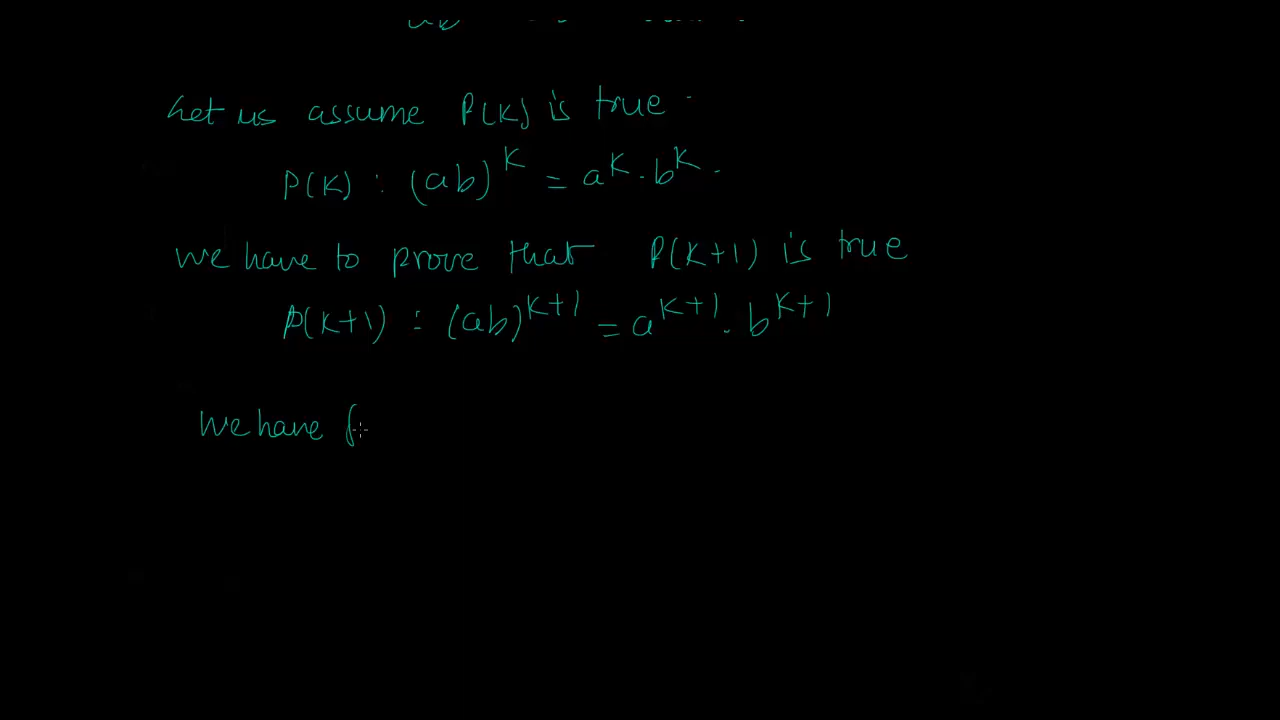 Let us assume P(K) is true.
P(K) : (ab)^K = a^K . b^K .
We have to prove that P(K+1) is true
P(K+1) : (ab)^{K+1} = a^{K+1} . b^{K+1}
We have (